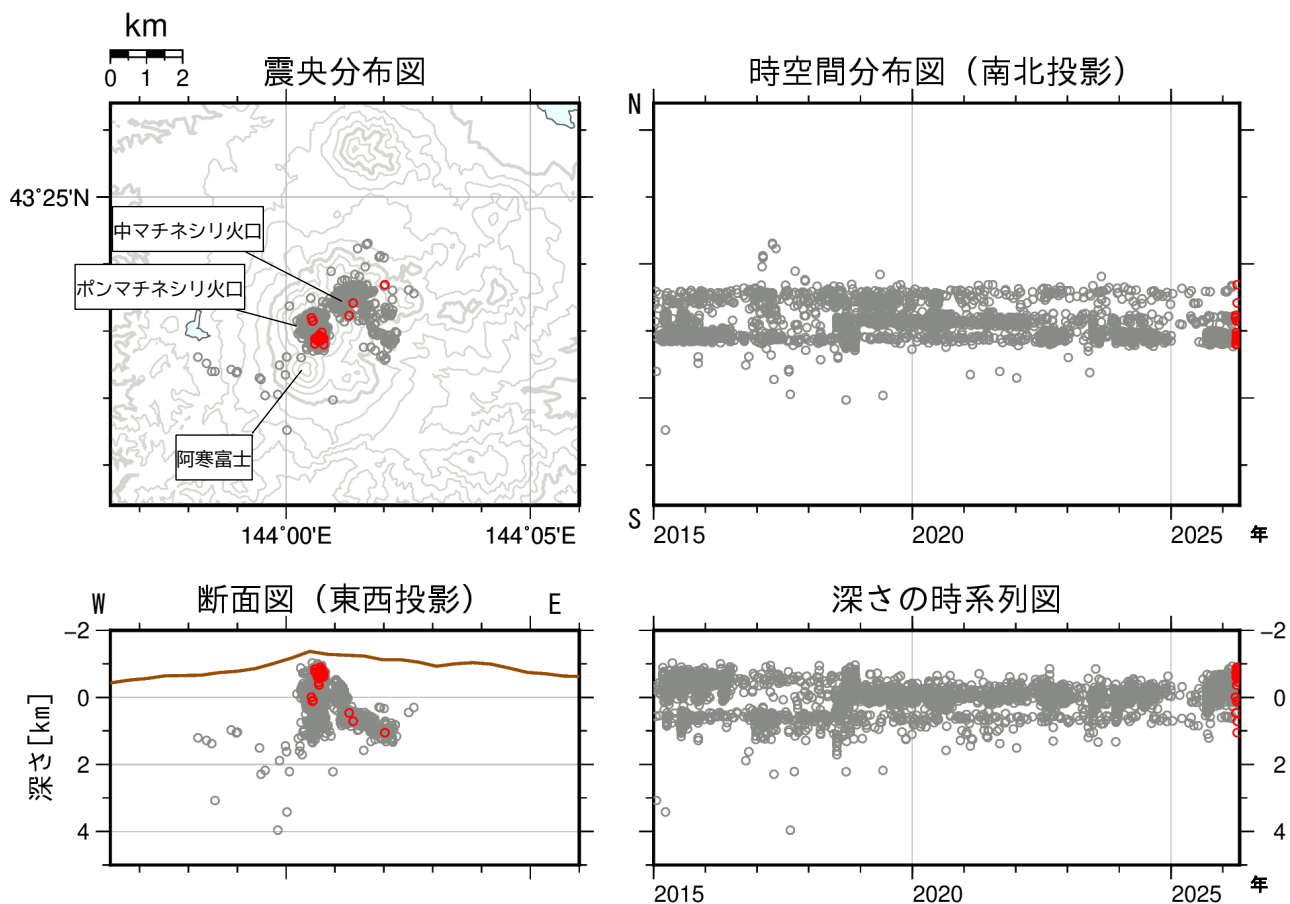 km
0 1 2
震央分布図
43°25'N
中マチネシリ火口
ポンマチネシリ火口
阿寒富士
144°00'E 144°05'E
時空間分布図（南北投影）
N
S
2015 2020 2025 年
断面図（東西投影）
W E
深さ[km]
−2
0
2
4
深さの時系列図
−2
0
2
4
2015 2020 2025 年